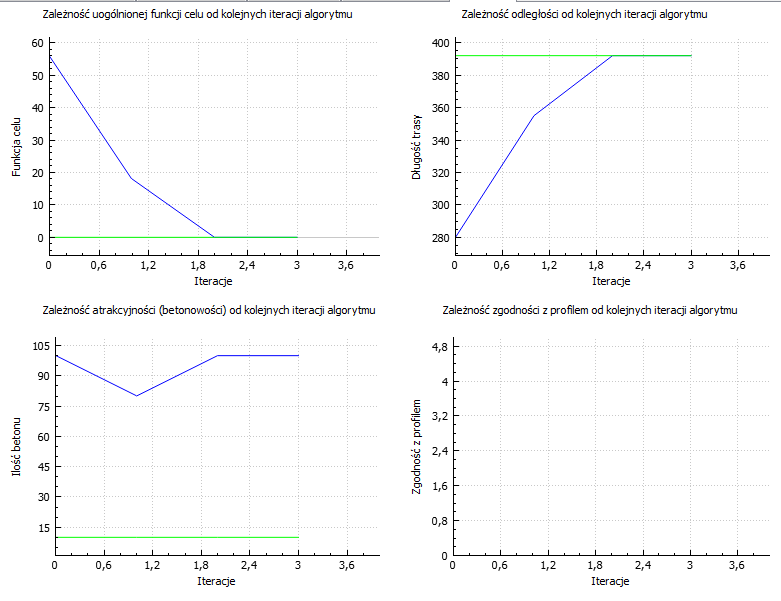 Zależność uogólnionej funkcji celu od kolejnych iteracji algorytmu
Funkcja celu
60
50
40
30
20
10
0
0 0,6 1,2 1,8 2,4 3 3,6
Iteracje
Zależność odległości od kolejnych iteracji algorytmu
Długość trasy
400
380
360
340
320
300
280
0 0,6 1,2 1,8 2,4 3 3,6
Iteracje
Zależność atrakcyjności (betonowości) od kolejnych iteracji algorytmu
Ilość betonu
105
90
75
60
45
30
15
0 0,6 1,2 1,8 2,4 3 3,6
Iteracje
Zależność zgodności z profilem od kolejnych iteracji algorytmu
Zgodność z profilem
4,8
4
3,2
2,4
1,6
0,8
0
0 0,6 1,2 1,8 2,4 3 3,6
Iteracje